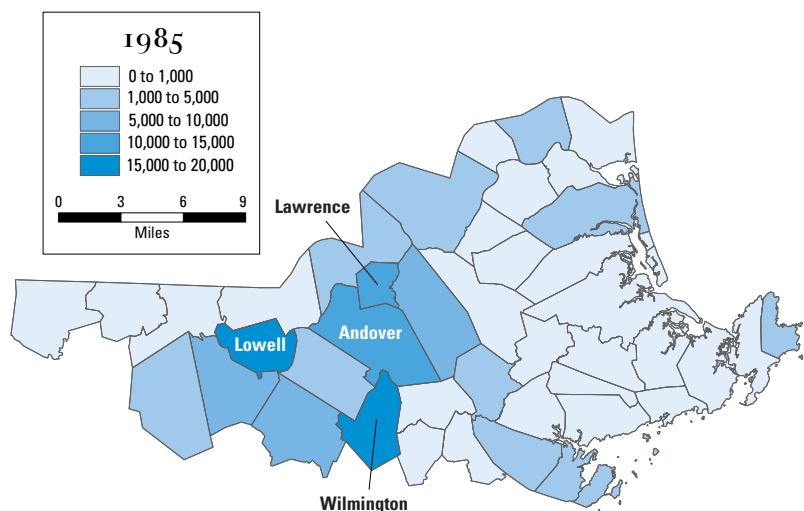 1985
0 to 1,000
1,000 to 5,000
5,000 to 10,000
10,000 to 15,000
15,000 to 20,000
0 3 6 9
Miles
Lawrence
Andover
Lowell
Wilmington